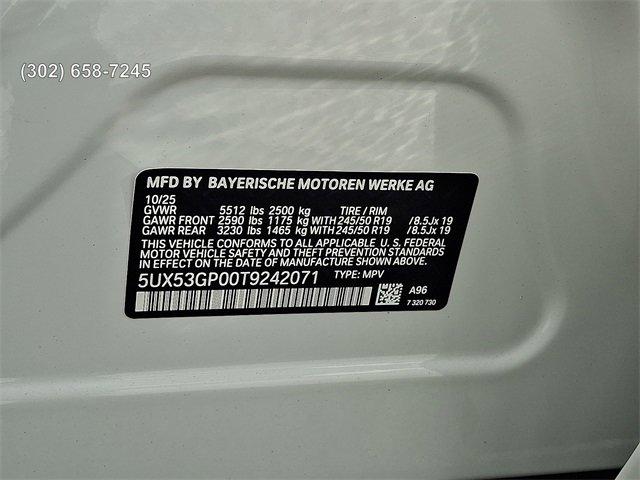 (302) 658-7245
MFD BY BAYERISCHE MOTOREN WERKE AG
10/25
GVWR 5512 lbs 2500 kg TIRE / RIM
GAWR FRONT 2590 lbs 1175 kg WITH 245/50 R19 /8.5Jx 19
GAWR REAR 3230 lbs 1465 kg WITH 245/50 R19 /8.5Jx 19
THIS VEHICLE CONFORMS TO ALL APPLICABLE U. S. FEDERAL
MOTOR VEHICLE SAFETY, BUMPER, AND THEFT PREVENTION
STANDARDS IN EFFECT ON THE DATE OF MANUFACTURE SHOWN ABOVE.
5UX53GP00T9242071 TYPE: MPV
A96
7 320 730